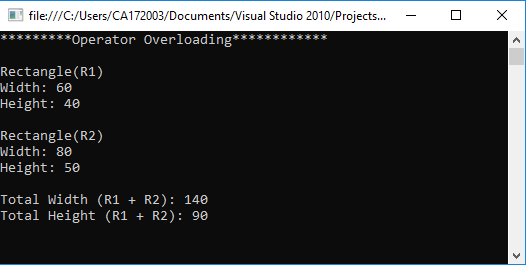 file:///C:/Users/CA172003/Documents/Visual Studio 2010/Projects...
*********Operator Overloading************
Rectangle(R1)
Width: 60
Height: 40
Rectangle(R2)
Width: 80
Height: 50
Total Width (R1 + R2): 140
Total Height (R1 + R2): 90